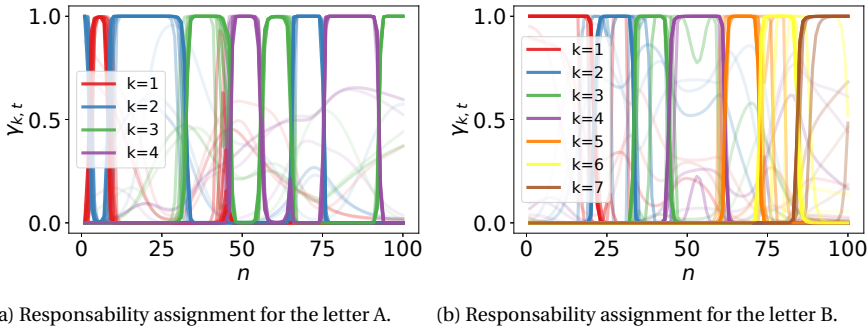 1.0
0.5
0.0
γk, t
k=1
k=2
k=3
k=4
1 25 50 75 100
n
1.0
0.5
0.0
γk, t
k=1
k=2
k=3
k=4
k=5
k=6
k=7
1 25 50 75 100
n
a) Responsability assignment for the letter A.
(b) Responsability assignment for the letter B.